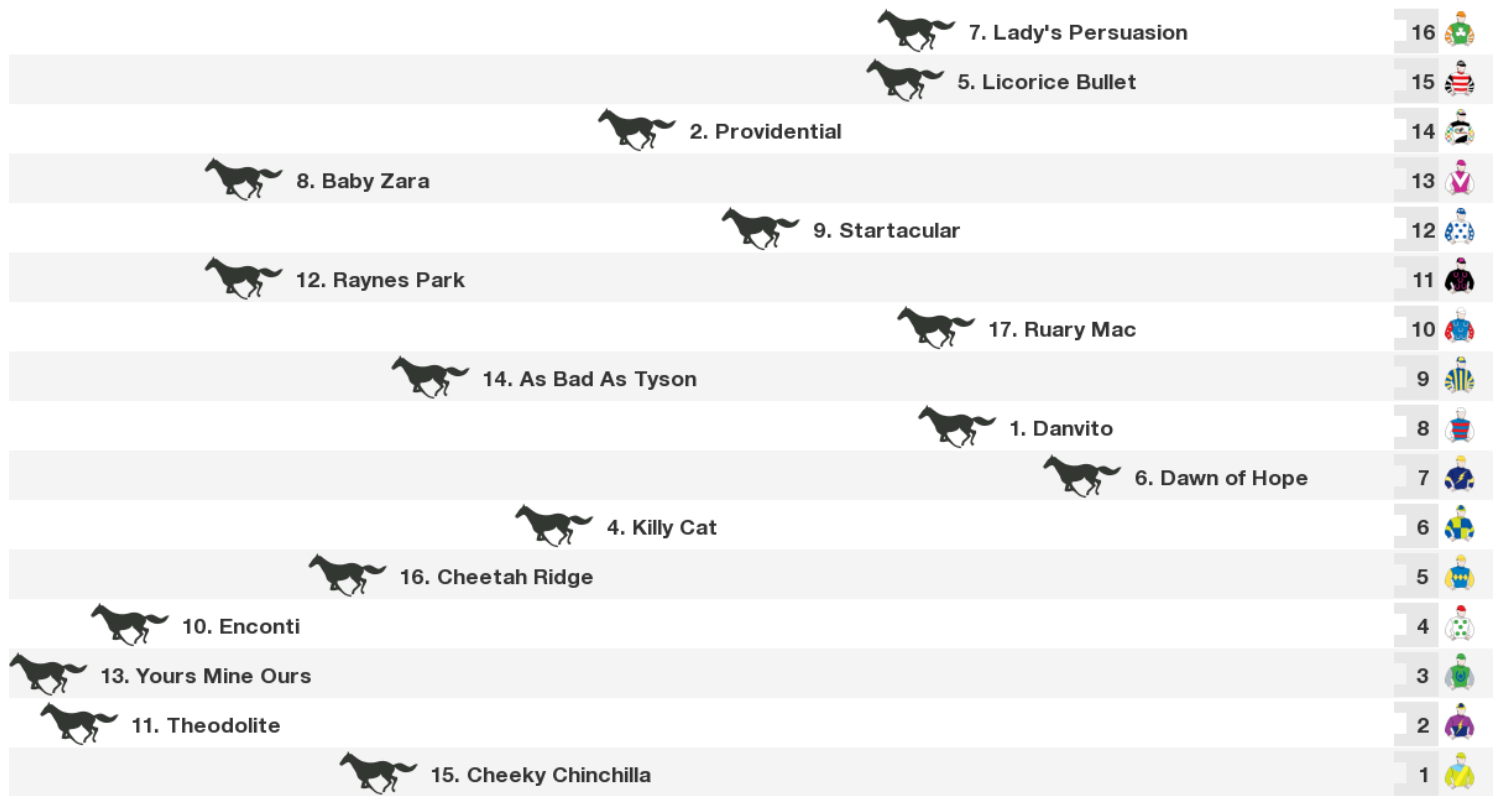 7. Lady's Persuasion 16
5. Licorice Bullet 15
2. Providential 14
8. Baby Zara 13
9. Startacular 12
12. Raynes Park 11
17. Ruary Mac 10
14. As Bad As Tyson 9
1. Danvito 8
6. Dawn of Hope 7
4. Killy Cat 6
16. Cheetah Ridge 5
10. Enconti 4
13. Yours Mine Ours 3
11. Theodolite 2
15. Cheeky Chinchilla 1